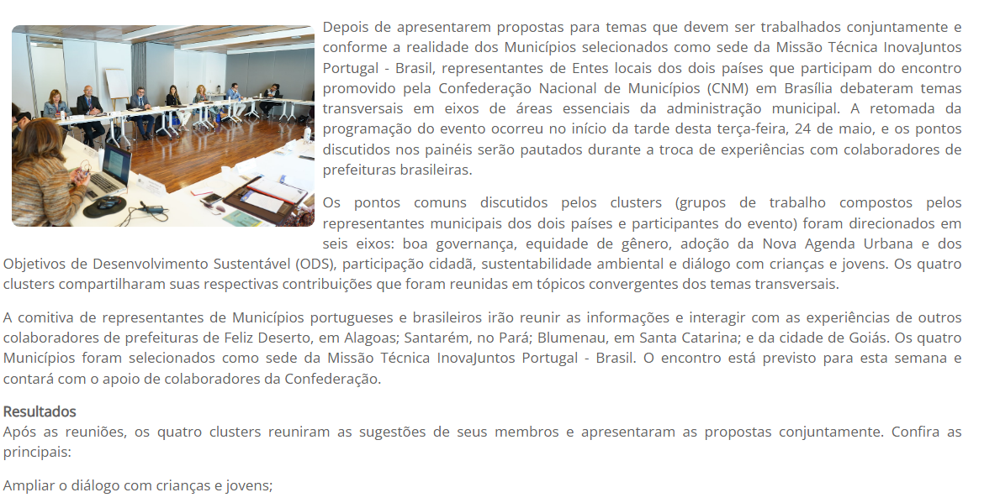 Depois de apresentarem propostas para temas que devem ser trabalhados conjuntamente e
conforme a realidade dos Municípios selecionados como sede da Missão Técnica InovaJuntos
Portugal - Brasil, representantes de Entes locais dos dois países que participam do encontro
promovido pela Confederação Nacional de Municípios (CNM) em Brasília debateram temas
transversais em eixos de áreas essenciais da administração municipal. A retomada da
programação do evento ocorreu no início da tarde desta terça-feira, 24 de maio, e os pontos
discutidos nos painéis serão pautados durante a troca de experiências com colaboradores de
prefeituras brasileiras.
Os pontos comuns discutidos pelos clusters (grupos de trabalho compostos pelos
representantes municipais dos dois países e participantes do evento) foram direcionados em
seis eixos: boa governança, equidade de gênero, adoção da Nova Agenda Urbana e dos
Objetivos de Desenvolvimento Sustentável (ODS), participação cidadã, sustentabilidade ambiental e diálogo com crianças e jovens. Os quatro
clusters compartilharam suas respectivas contribuições que foram reunidas em tópicos convergentes dos temas transversais.
A comitiva de representantes de Municípios portugueses e brasileiros irão reunir as informações e interagir com as experiências de outros
colaboradores de prefeituras de Feliz Deserto, em Alagoas; Santarém, no Pará; Blumenau, em Santa Catarina; e da cidade de Goiás. Os quatro
Municípios foram selecionados como sede da Missão Técnica InovaJuntos Portugal - Brasil. O encontro está previsto para esta semana e
contará com o apoio de colaboradores da Confederação.
Resultados
Após as reuniões, os quatro clusters reuniram as sugestões de seus membros e apresentaram as propostas conjuntamente. Confira as
principais:
Ampliar o diálogo com crianças e jovens;